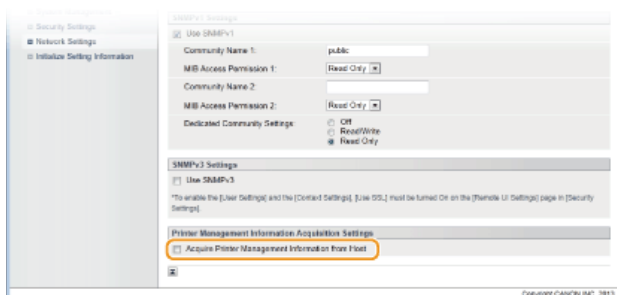 Security Settings
Network Settings
Initialize Setting Information
SNMPv1 Settings
Use SNMPv1
Community Name 1:
public
MIB Access Permission 1:
Read Only
Community Name 2:
MIB Access Permission 2:
Read Only
Dedicated Community Settings:
Off
Read/Write
Read Only
SNMPv3 Settings
Use SNMPv3
*To enable the [User Settings] and the [Context Settings], [Use SSL] must be turned On on the [Remote UI Settings] page in [Security
Settings].
Printer Management Information Acquisition Settings
Acquire Printer Management Information from Host
Copyright CANON INC. 2013